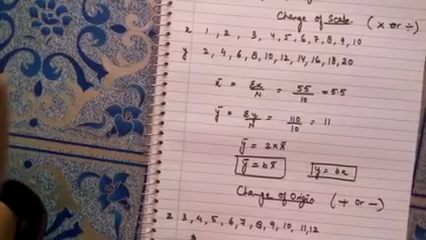 Change of Scale (× or ÷)
x 1, 2, 3, 4, 5, 6, 7, 8, 9, 10
y 2, 4, 6, 8, 10, 12, 14, 16, 18, 20
x̄ = Σx/N = 55/10 = 5.5
ȳ = Σy/N = 110/10 = 11
ȳ = 2×x̄
ȳ = bx̄ y = bx
Change of Origin (+ or −)
2 3, 4, 5, 6, 7, 8, 9, 10, 11, 12